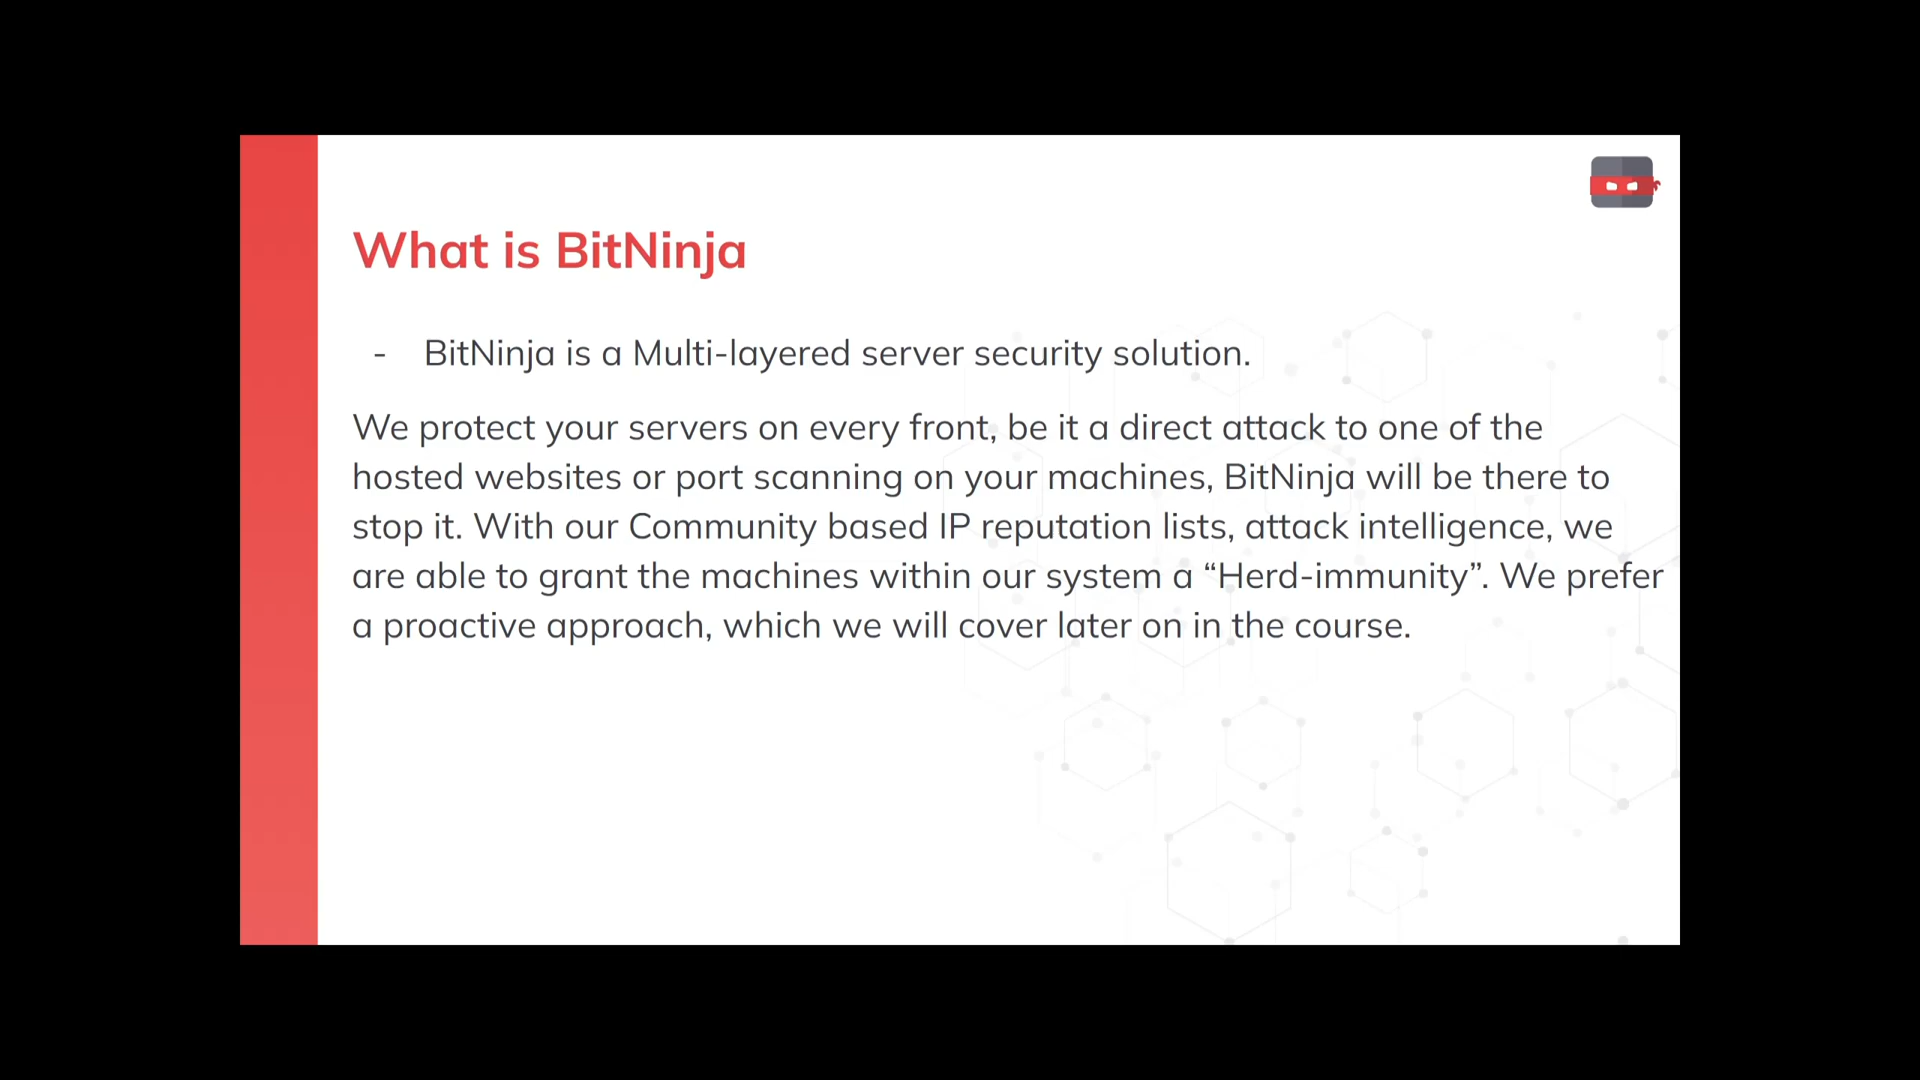 What is BitNinja
- BitNinja is a Multi-layered server security solution.
We protect your servers on every front, be it a direct attack to one of the
hosted websites or port scanning on your machines, BitNinja will be there to
stop it. With our Community based IP reputation lists, attack intelligence, we
are able to grant the machines within our system a “Herd-immunity”. We prefer
a proactive approach, which we will cover later on in the course.